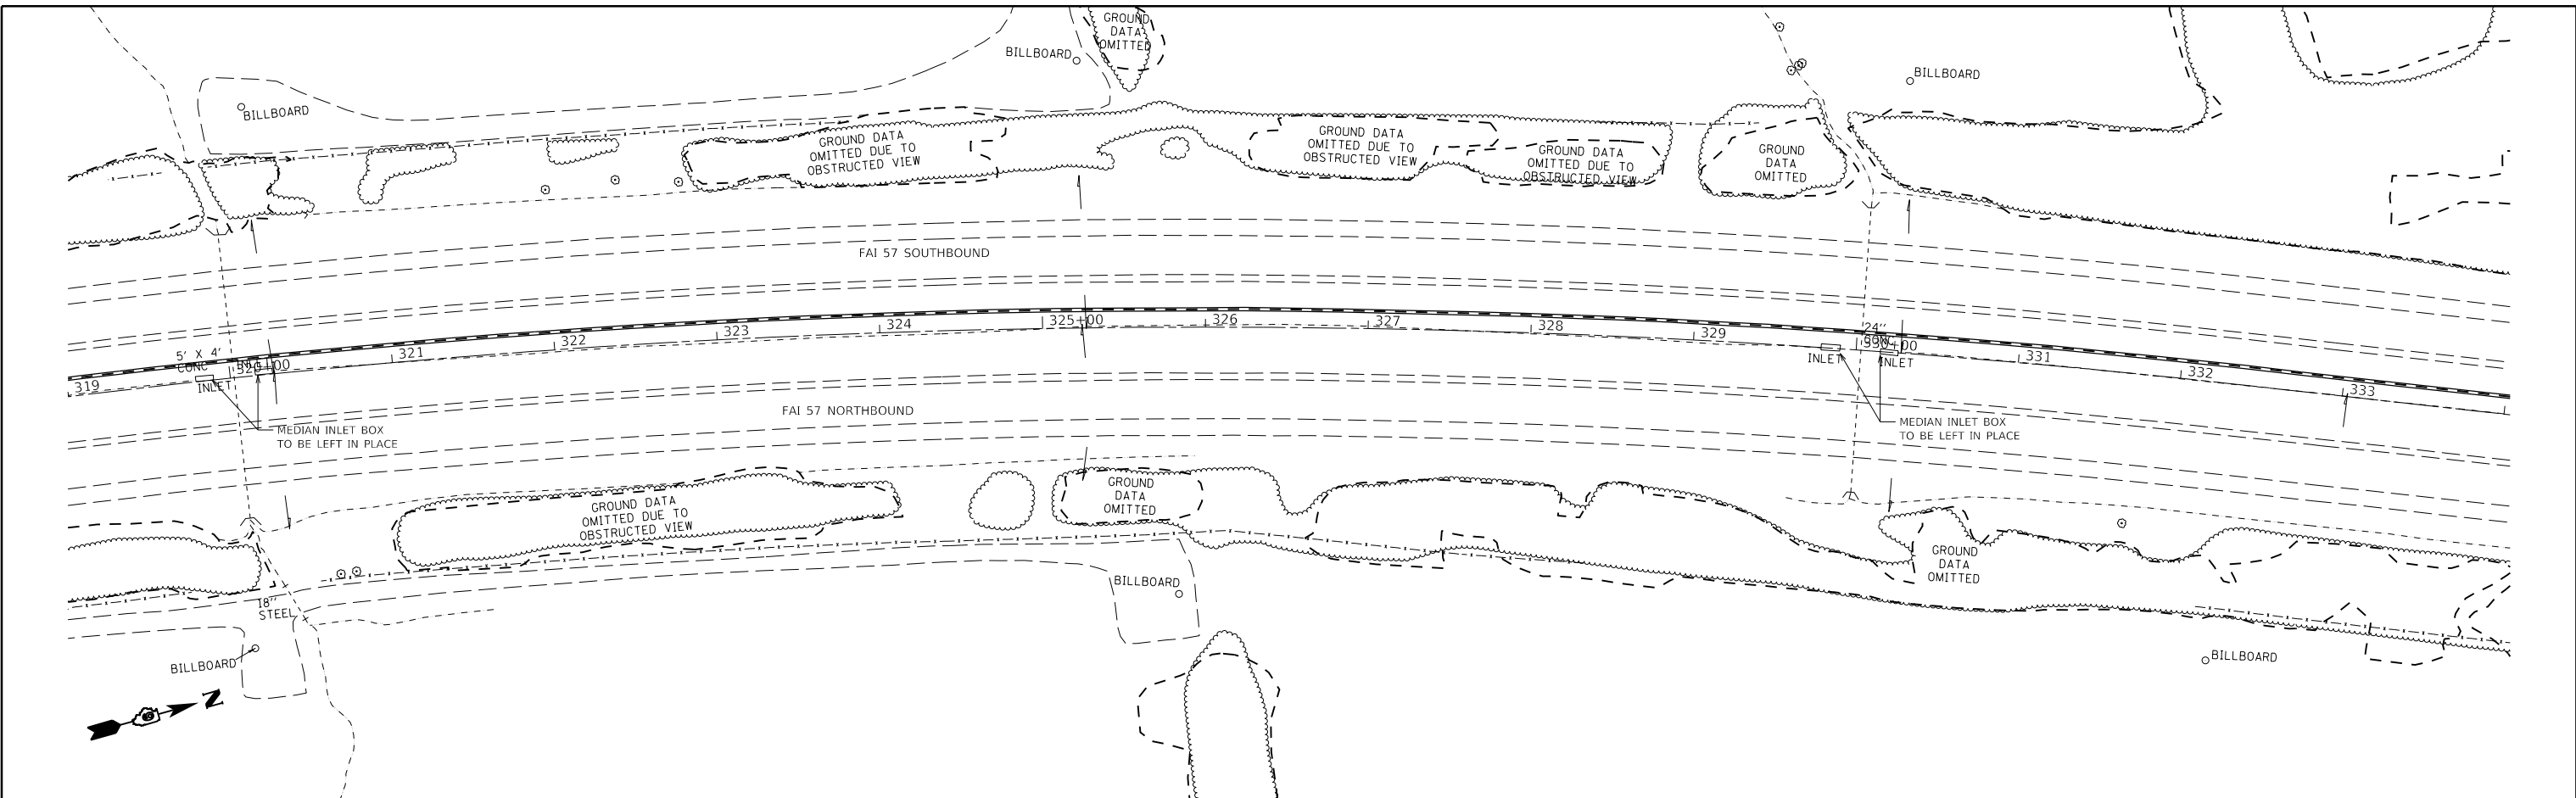 GROUND
DATA
OMITTED
BILLBOARD
BILLBOARD
BILLBOARD
GROUND DATA
OMITTED DUE TO
OBSTRUCTED VIEW
GROUND DATA
OMITTED DUE TO
OBSTRUCTED VIEW
GROUND DATA
OMITTED DUE TO
OBSTRUCTED VIEW
GROUND
DATA
OMITTED
FAI 57 SOUTHBOUND
319
5' X 4'
CONC
INLET
320+00
INLET
321
322
323
324
325+00
326
327
328
329
24"
CONC
330+00
INLET
INLET
331
332
333
FAI 57 NORTHBOUND
MEDIAN INLET BOX
TO BE LEFT IN PLACE
MEDIAN INLET BOX
TO BE LEFT IN PLACE
GROUND DATA
OMITTED DUE TO
OBSTRUCTED VIEW
GROUND
DATA
OMITTED
GROUND
DATA
OMITTED
18"
STEEL
BILLBOARD
BILLBOARD
BILLBOARD
N